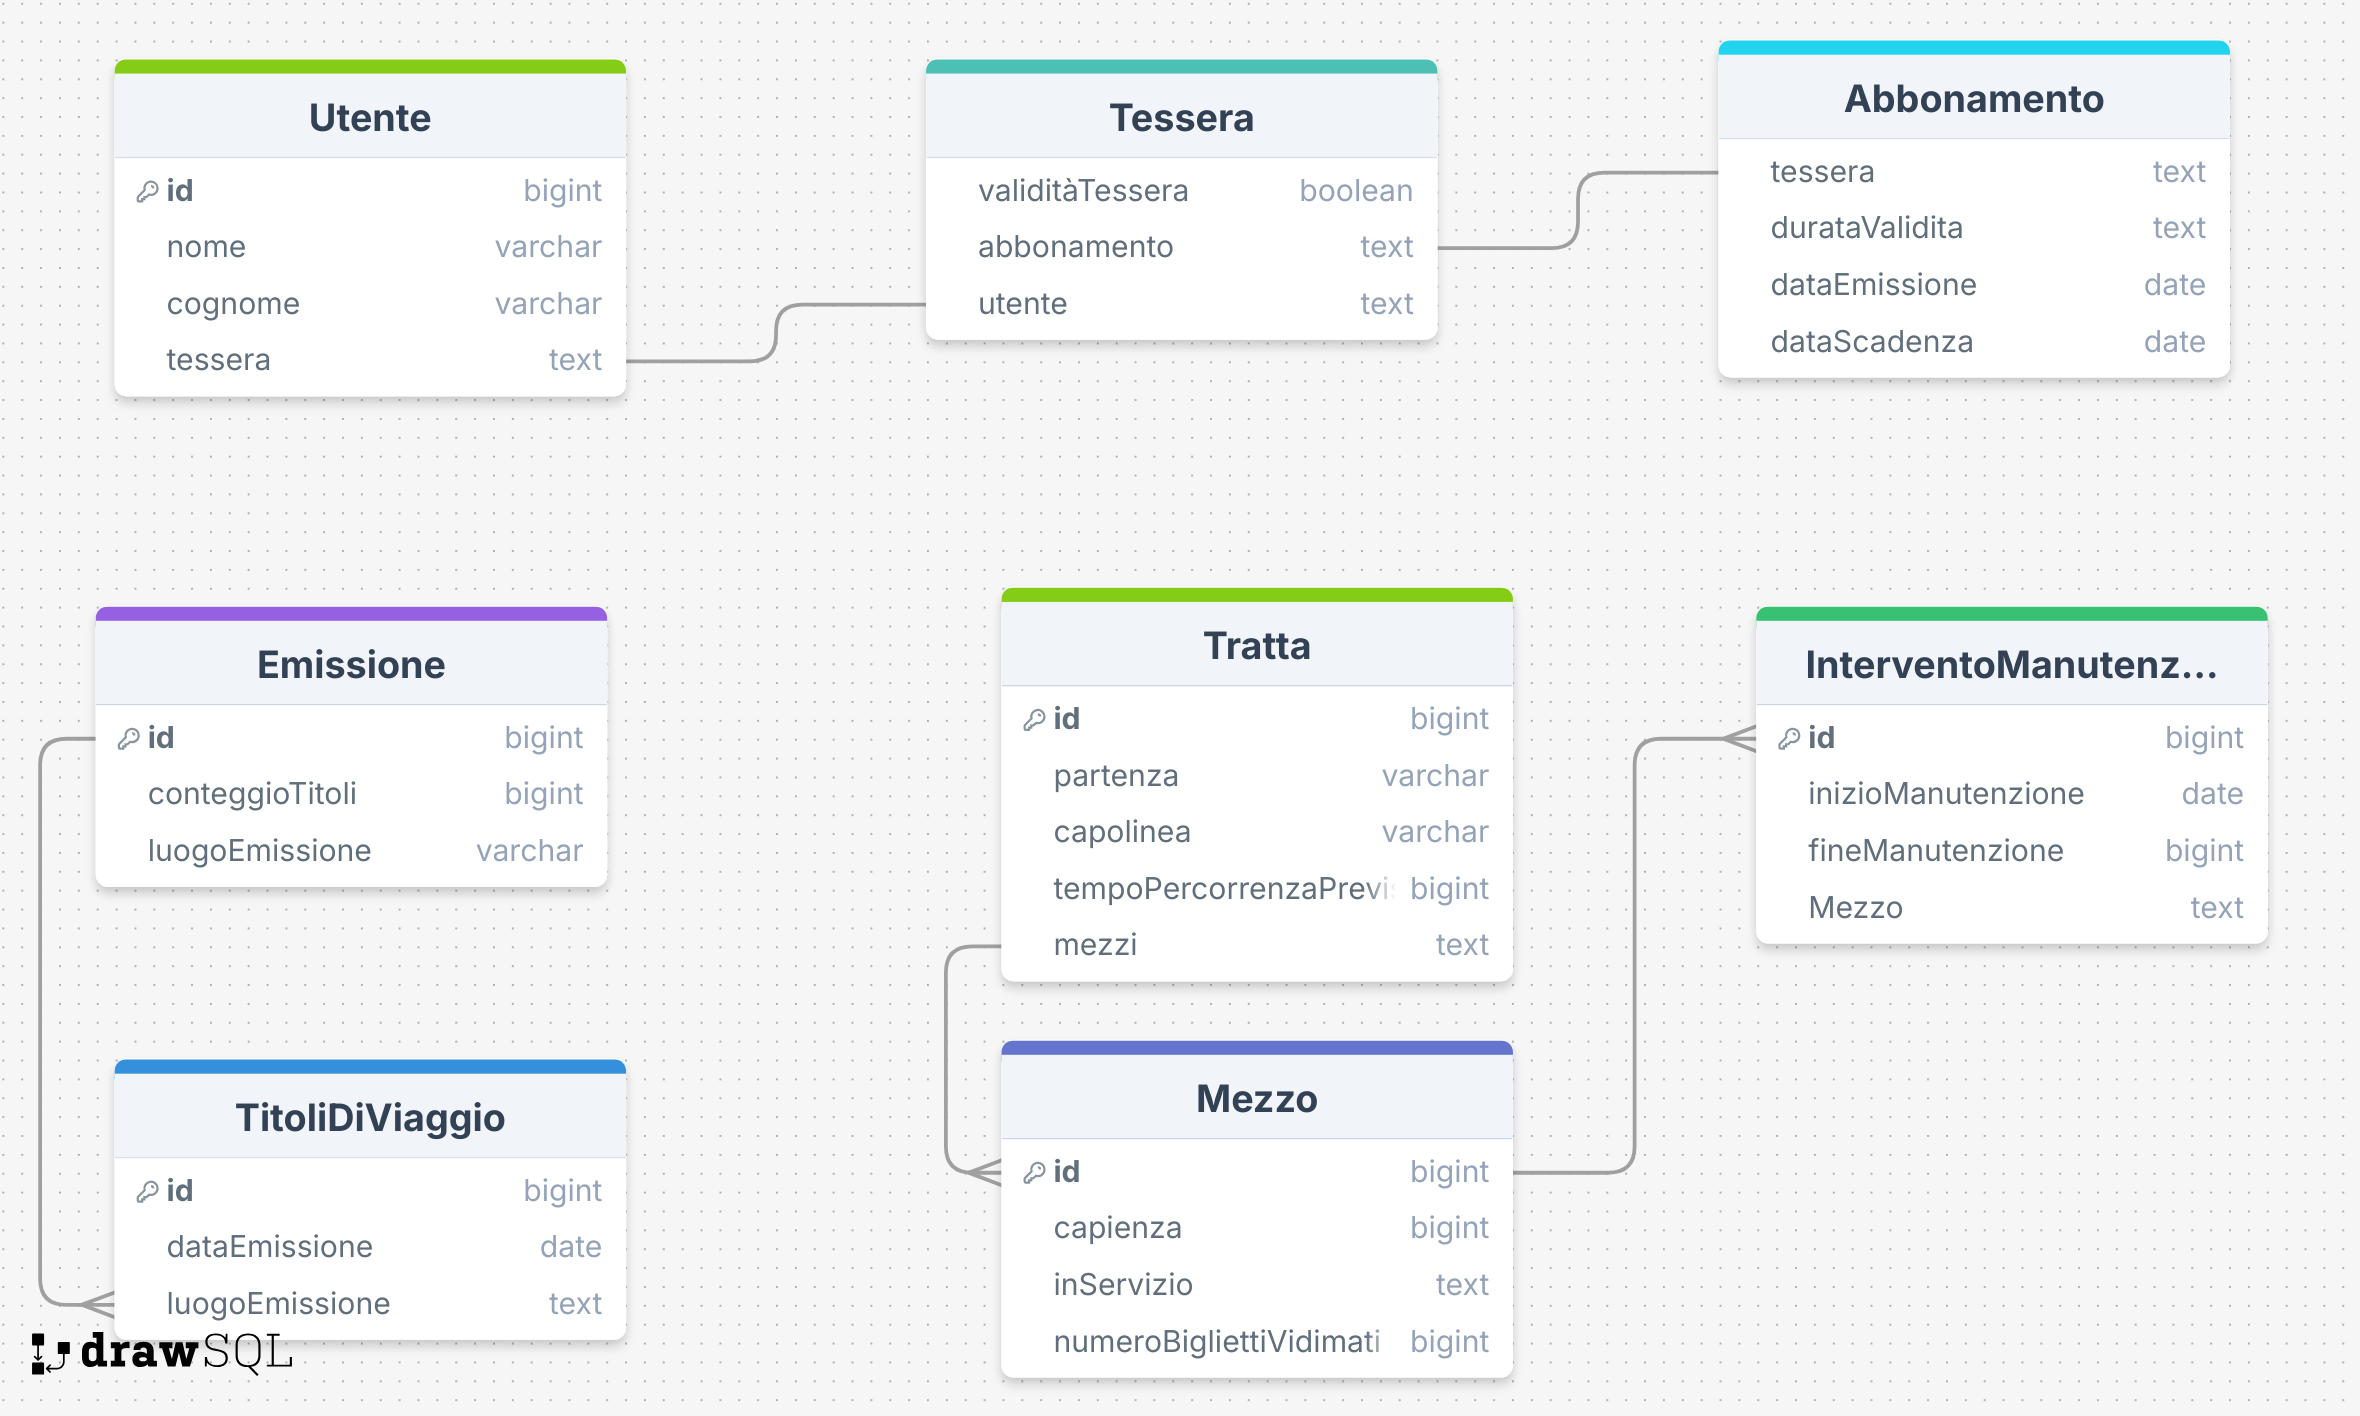 Utente
id bigint
nome varchar
cognome varchar
tessera text
Tessera
validitàTessera boolean
abbonamento text
utente text
Abbonamento
tessera text
durataValidita text
dataEmissione date
dataScadenza date
Emissione
id bigint
conteggioTitoli bigint
luogoEmissione varchar
Tratta
id bigint
partenza varchar
capolinea varchar
tempoPercorrenzaPrevis bigint
mezzi text
InterventoManutenz...
id bigint
inizioManutenzione date
fineManutenzione bigint
Mezzo text
TitoliDiViaggio
id bigint
dataEmissione date
luogoEmissione text
Mezzo
id bigint
capienza bigint
inServizio text
numeroBigliettiVidimati bigint
drawSQL